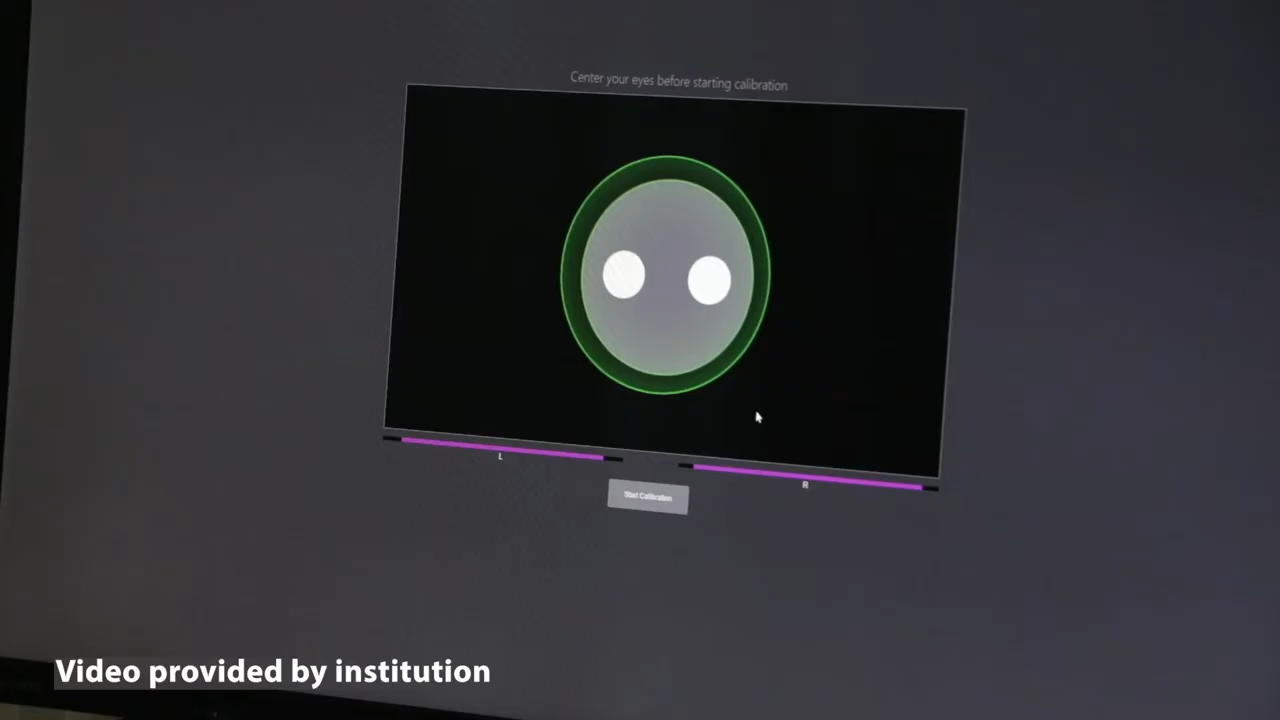 Center your eyes before starting calibration
L
R
Start Calibration
Video provided by institution